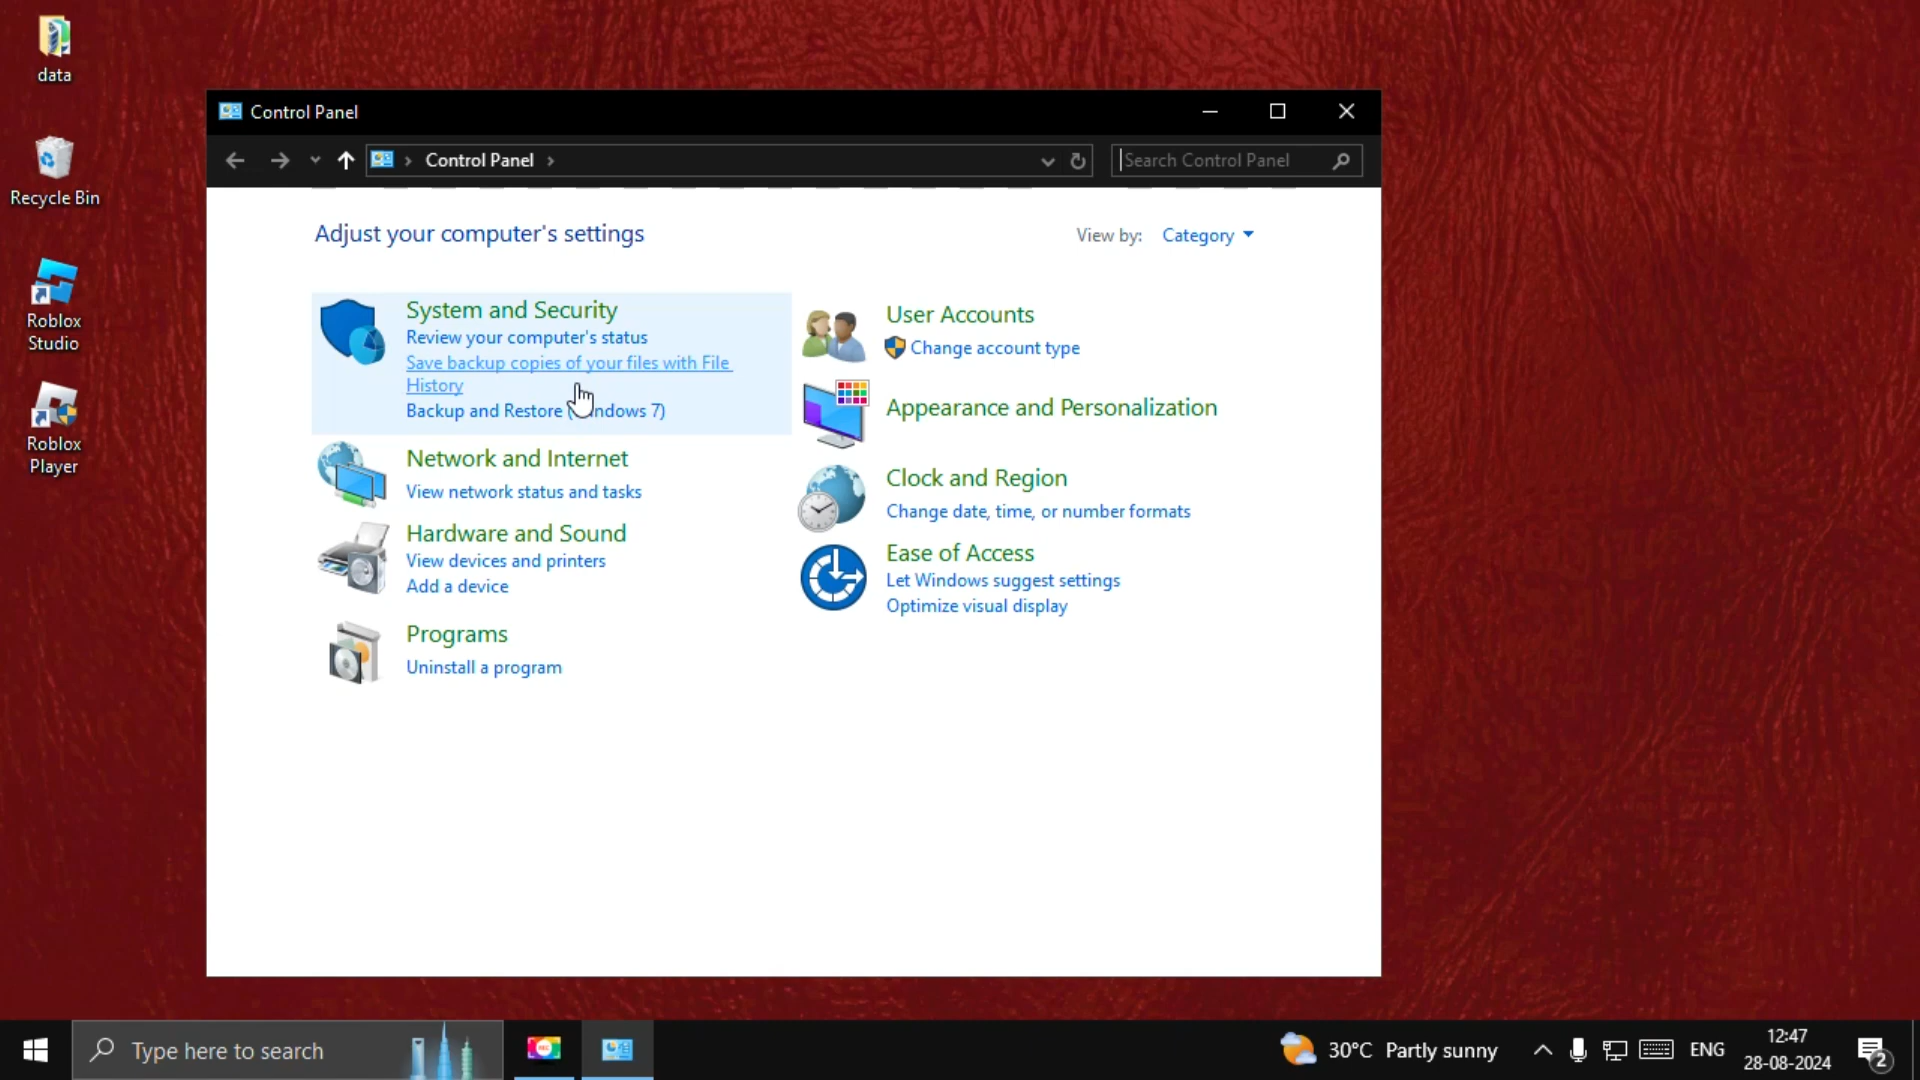 data
Recycle Bin
Roblox
Studio
Roblox
Player
Control Panel
Control Panel
Search Control Panel
Adjust your computer's settings
View by: Category
System and Security
Review your computer's status
Save backup copies of your files with File
History
Backup and Restore (Windows 7)
Network and Internet
View network status and tasks
Hardware and Sound
View devices and printers
Add a device
Programs
Uninstall a program
User Accounts
Change account type
Appearance and Personalization
Clock and Region
Change date, time, or number formats
Ease of Access
Let Windows suggest settings
Optimize visual display
Type here to search
30°C Partly sunny
ENG
12:47
28-08-2024
2